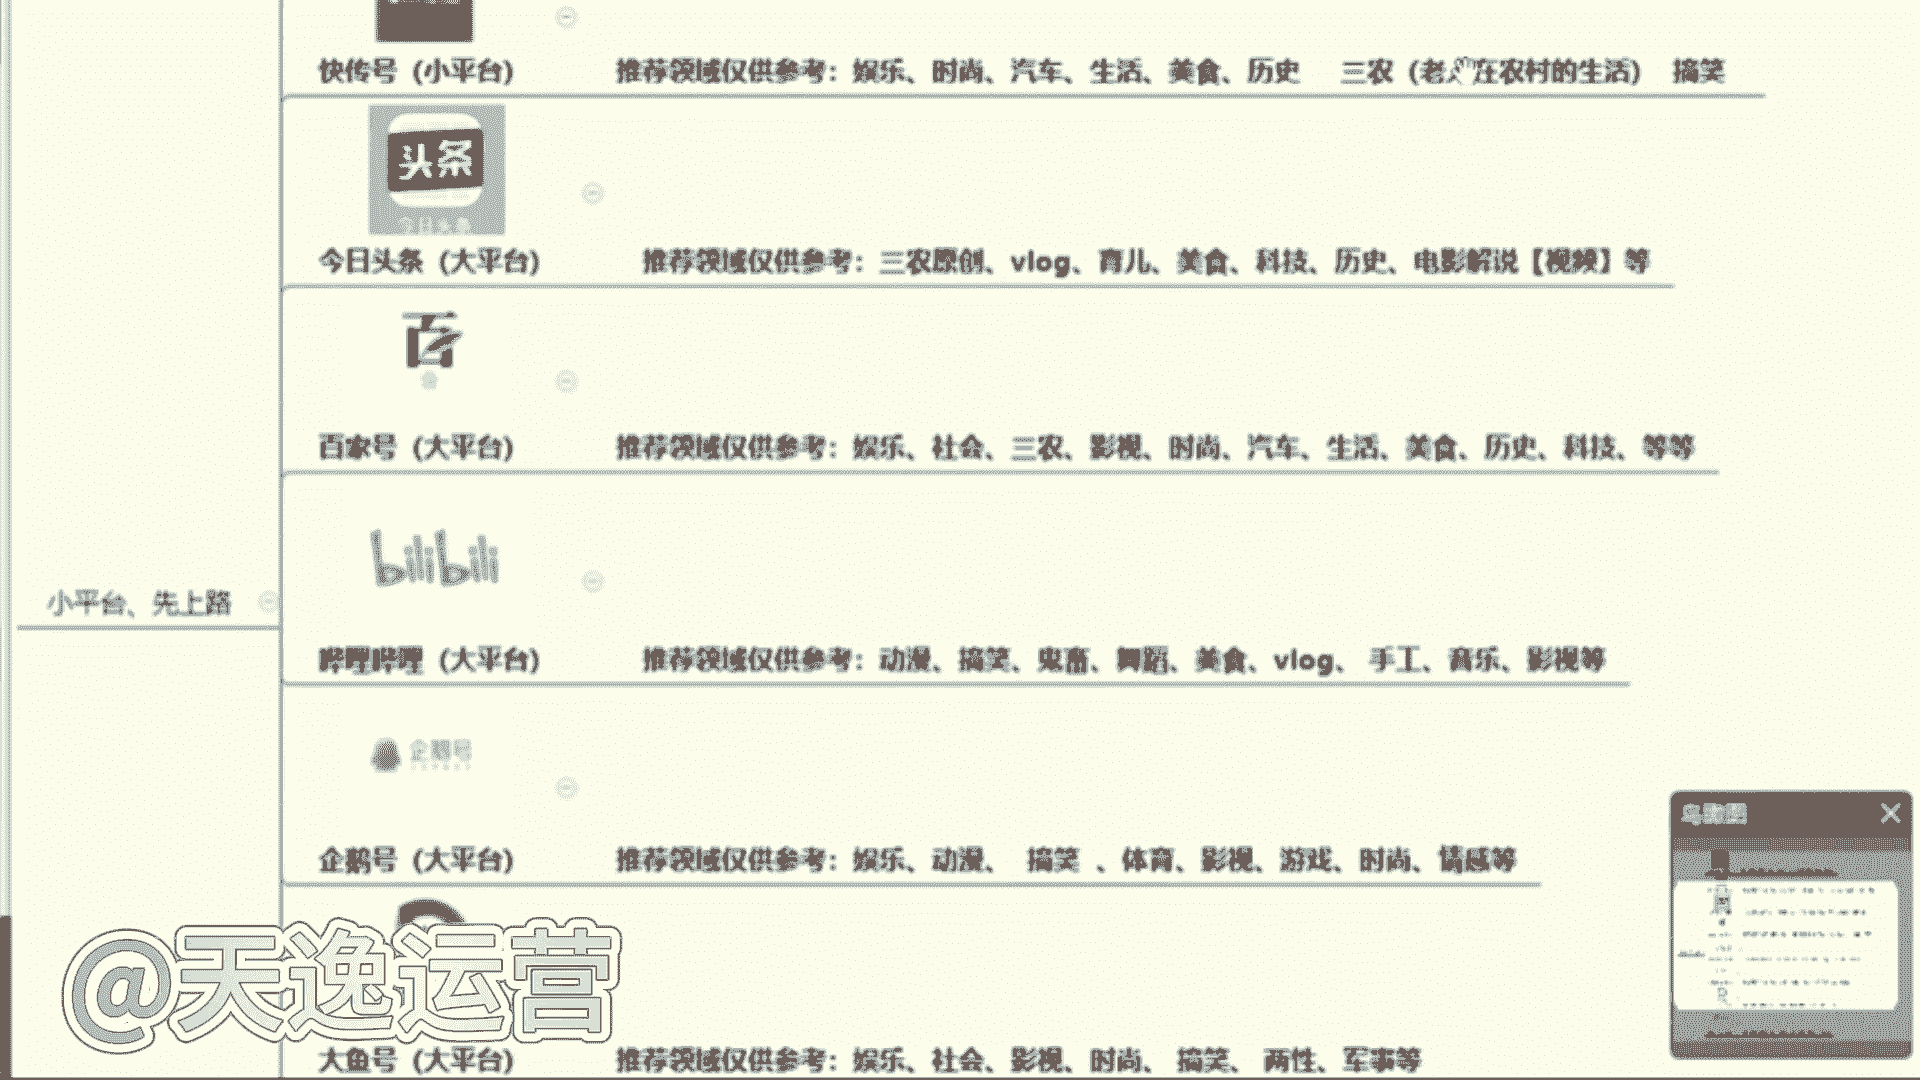 快传号（小平台） 推荐领域仅供参考：娱乐、时尚、汽车、生活、美食、历史 三农（老人在农村的生活） 搞笑
头条
今日头条
今日头条（大平台） 推荐领域仅供参考：三农原创、vlog、育儿、美食、科技、历史、电影解说【视频】等
百
百家号（大平台） 推荐领域仅供参考：娱乐、社会、三农、影视、时尚、汽车、生活、美食、历史、科技、等等
bilibili
小平台、先上路
哔哩哔哩（大平台） 推荐领域仅供参考：动漫、搞笑、鬼畜、舞蹈、美食、vlog、 手工、音乐、影视等
企鹅号
企鹅号（大平台） 推荐领域仅供参考：娱乐、动漫、 搞笑 、体育、影视、游戏、时尚、情感等
鸟瞰图
@天逸运营
大鱼号（大平台） 推荐领域仅供参考：娱乐、社会、影视、时尚、 搞笑、 两性、军事等